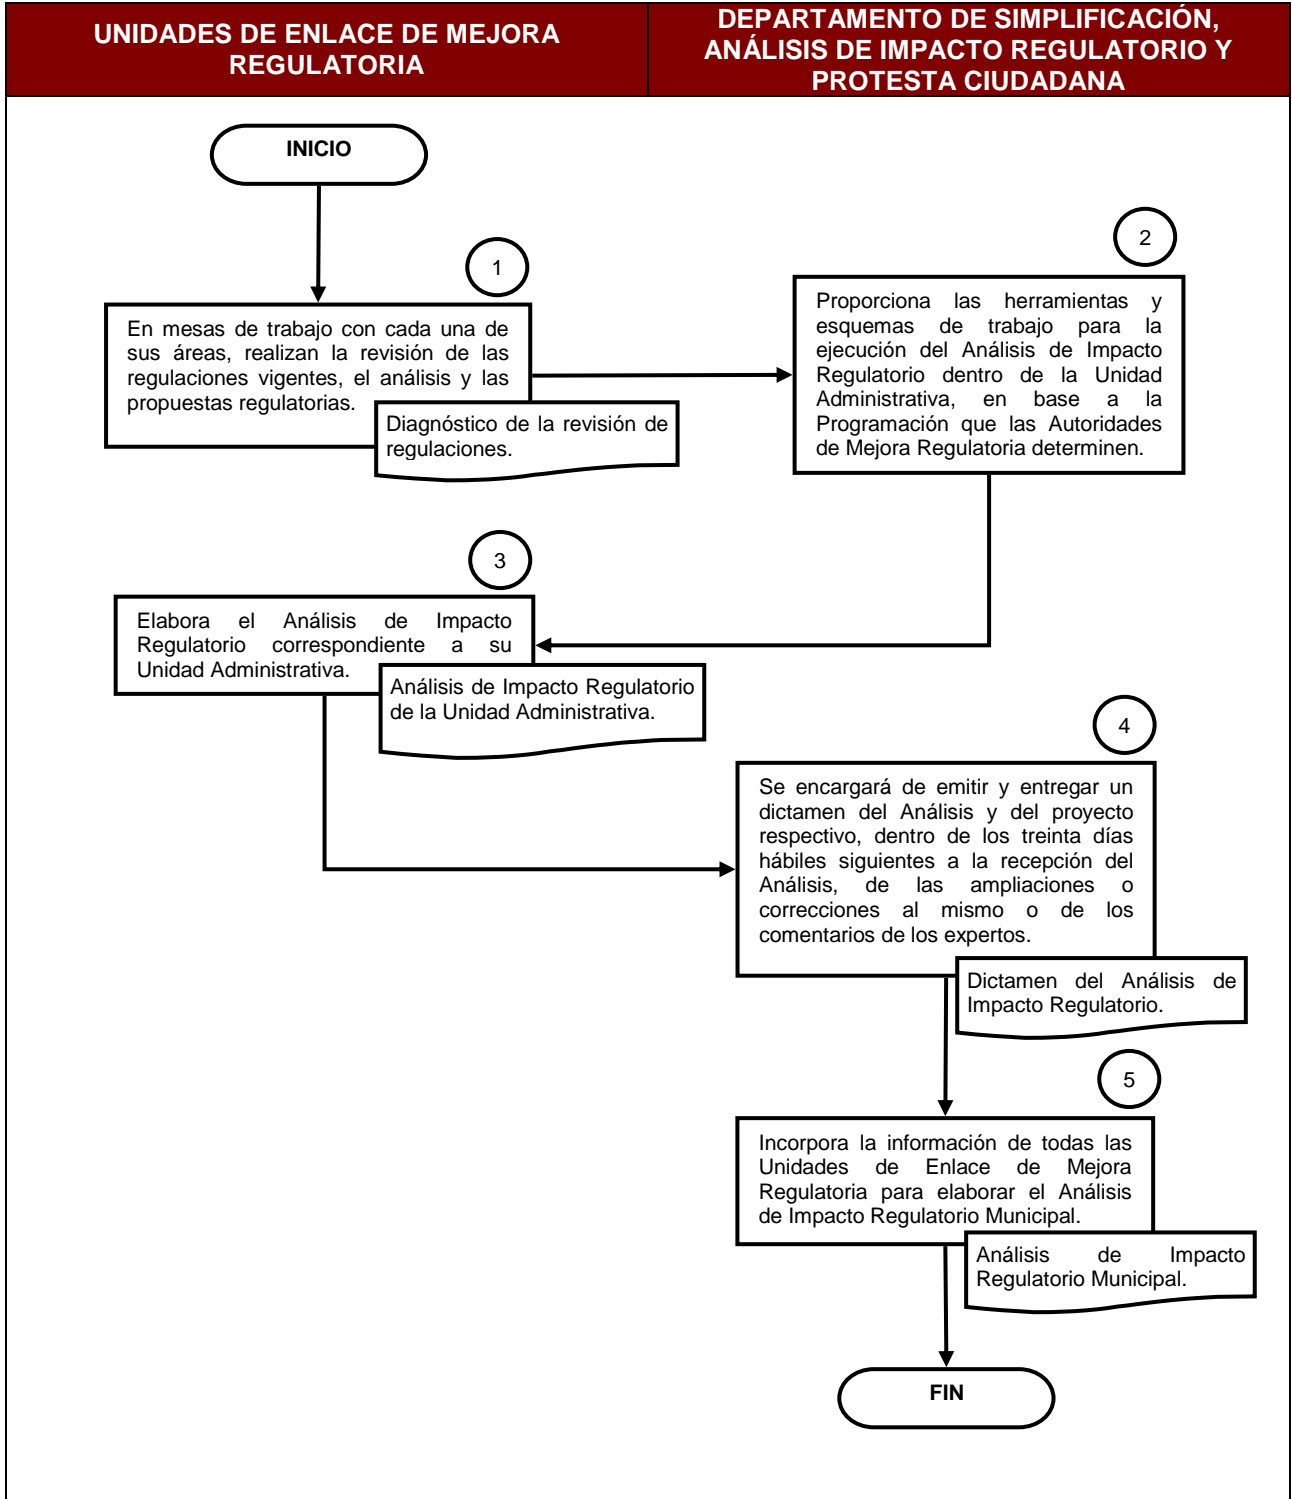 UNIDADES DE ENLACE DE MEJORA
REGULATORIA
DEPARTAMENTO DE SIMPLIFICACIÓN,
ANÁLISIS DE IMPACTO REGULATORIO Y
PROTESTA CIUDADANA
INICIO
1
En mesas de trabajo con cada una de
sus áreas, realizan la revisión de las
regulaciones vigentes, el análisis y las
propuestas regulatorias.
Diagnóstico de la revisión de
regulaciones.
2
Proporciona las herramientas y
esquemas de trabajo para la
ejecución del Análisis de Impacto
Regulatorio dentro de la Unidad
Administrativa, en base a la
Programación que las Autoridades
de Mejora Regulatoria determinen.
3
Elabora el Análisis de Impacto
Regulatorio correspondiente a su
Unidad Administrativa.
Análisis de Impacto Regulatorio
de la Unidad Administrativa.
4
Se encargará de emitir y entregar un
dictamen del Análisis y del proyecto
respectivo, dentro de los treinta días
hábiles siguientes a la recepción del
Análisis, de las ampliaciones o
correcciones al mismo o de los
comentarios de los expertos.
Dictamen del Análisis de
Impacto Regulatorio.
5
Incorpora la información de todas las
Unidades de Enlace de Mejora
Regulatoria para elaborar el Análisis
de Impacto Regulatorio Municipal.
Análisis de Impacto
Regulatorio Municipal.
FIN